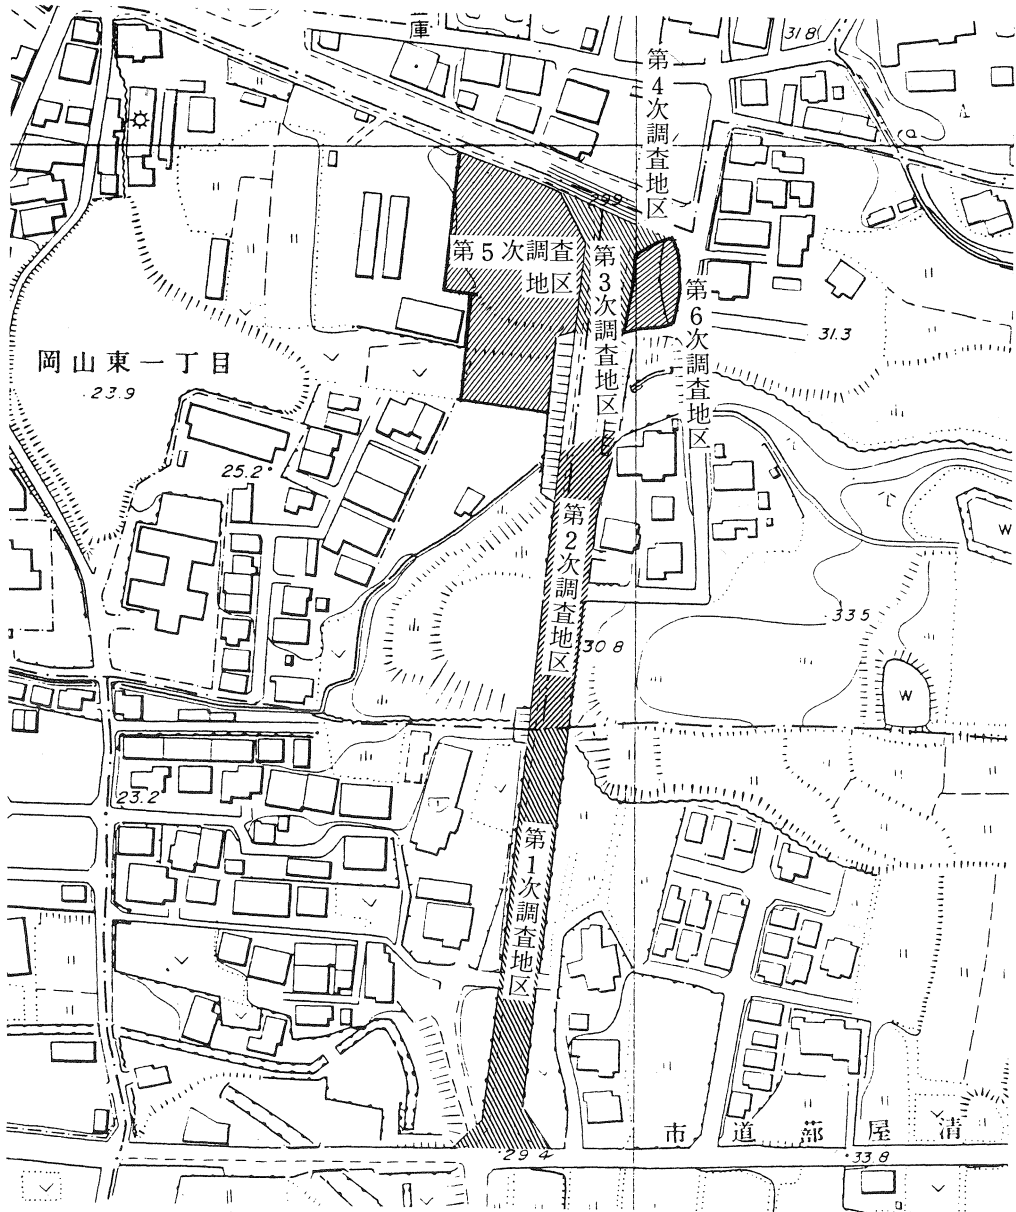 庫
31.8
第4次調査地区
29.9
第5次調査
地区
第3次調査地区
第6次調査地区
31.3
岡山東一丁目
23.9
25.2
第2次調査地区
30.8
33.5
W
W
23.2
第1次調査地区
市道蔀屋清
29.4
33.8